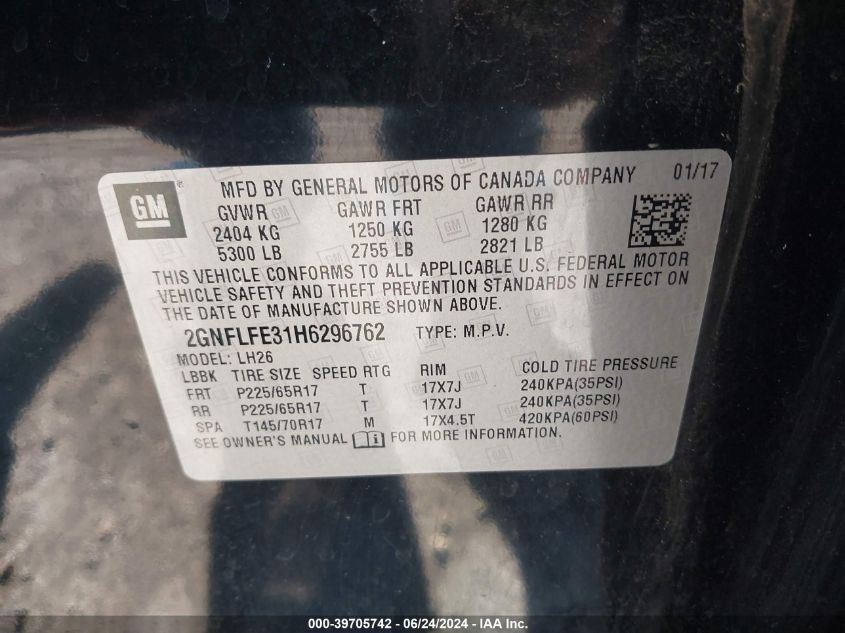 GM ® MFD BY GENERAL MOTORS OF CANADA COMPANY 01/17
GVWR GAWR FRT GAWR RR
2404 KG 1250 KG 1280 KG
5300 LB 2755 LB 2821 LB
THIS VEHICLE CONFORMS TO ALL APPLICABLE U.S. FEDERAL MOTOR
VEHICLE SAFETY AND THEFT PREVENTION STANDARDS IN EFFECT ON
THE DATE OF MANUFACTURE SHOWN ABOVE.
2GNFLFE31H6296762 TYPE: M.P.V.
MODEL: LH26
LBBK TIRE SIZE SPEED RTG RIM COLD TIRE PRESSURE
FRT P225/65R17 T 17X7J 240KPA(35PSI)
RR P225/65R17 T 17X7J 240KPA(35PSI)
SPA T145/70R17 M 17X4.5T 420KPA(60PSI)
SEE OWNER'S MANUAL FOR MORE INFORMATION.
000-39705742 - 06/24/2024 - IAA Inc.